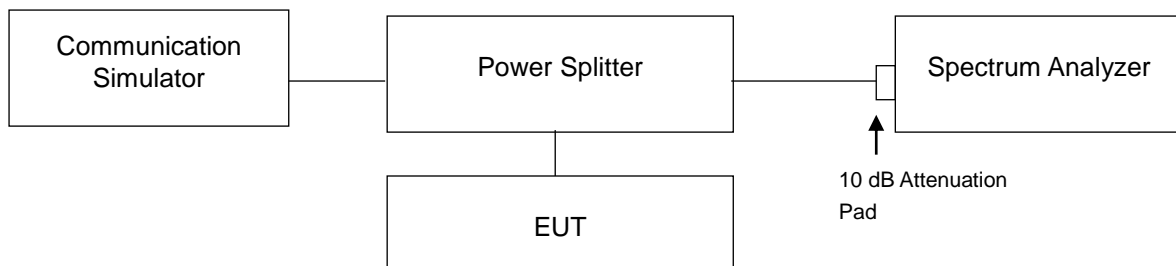 Communication
Simulator
Power Splitter
Spectrum Analyzer
10 dB Attenuation
Pad
EUT